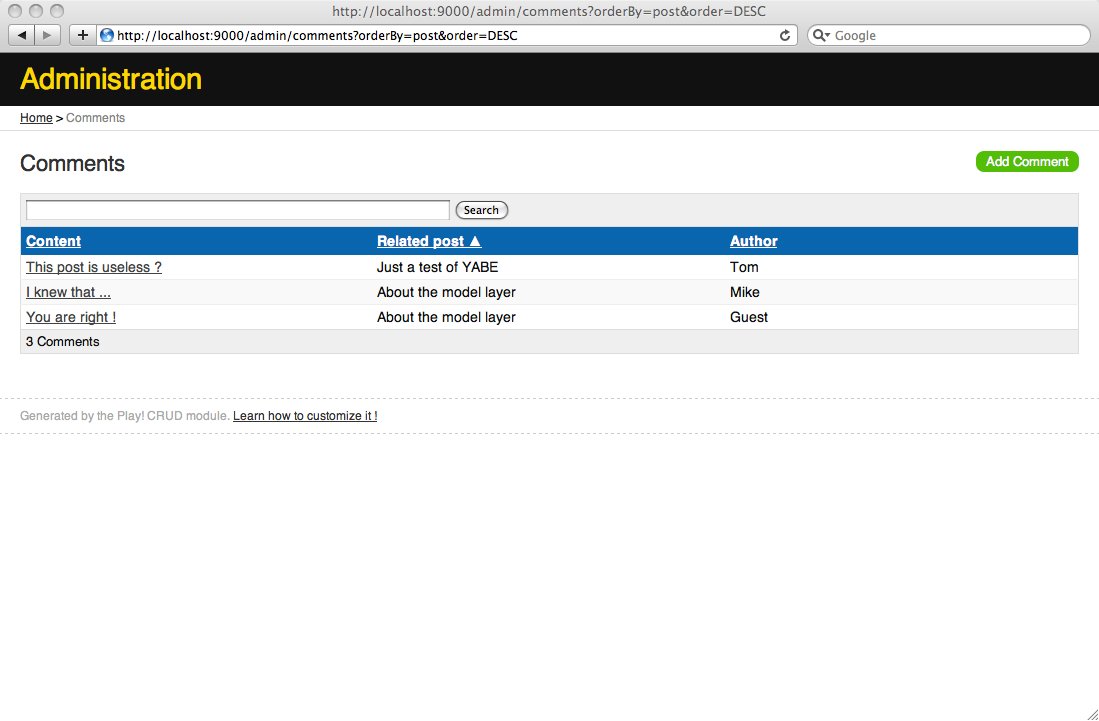 http://localhost:9000/admin/comments?orderBy=post&order=DESC
http://localhost:9000/admin/comments?orderBy=post&order=DESC Google
Administration
Home > Comments
Comments Add Comment
Search
Content Related post ▲ Author
This post is useless ? Just a test of YABE Tom
I knew that ... About the model layer Mike
You are right ! About the model layer Guest
3 Comments
Generated by the Play! CRUD module. Learn how to customize it !